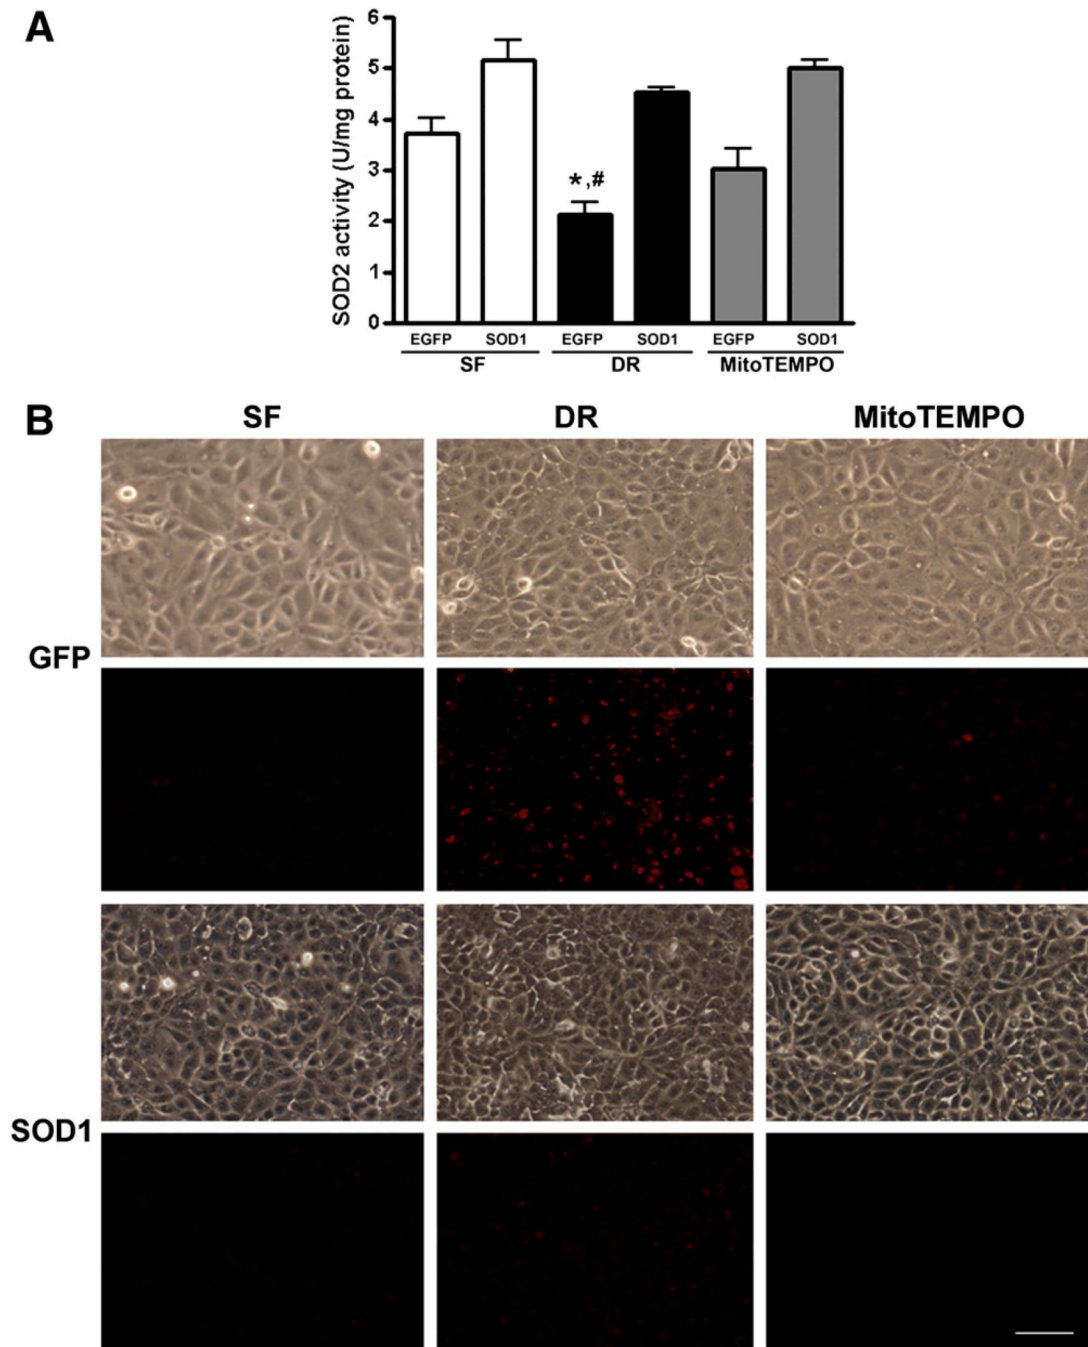 A
SOD2 activity (U/mg protein)
6
5
4
3
2
1
0
*,#
EGFP SOD1 EGFP SOD1 EGFP SOD1
SF DR MitoTEMPO
B
SF DR MitoTEMPO
GFP
SOD1